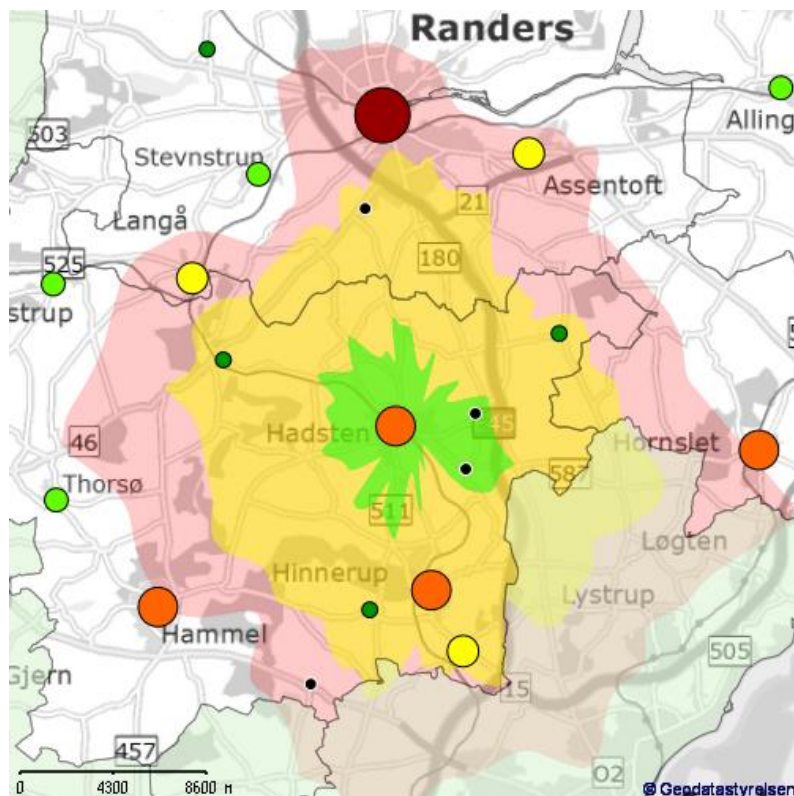 Randers
503
Alling
Stevnstrup
Assentoft
Langå
21
180
525
strup
Hadsten
45
46
Hornslet
587
Thorsø
511
Løgten
Hinnerup
Lystrup
Hammel
505
Gjern
15
457
O2
0 4300 8600 M
© Geodatastyrelsen